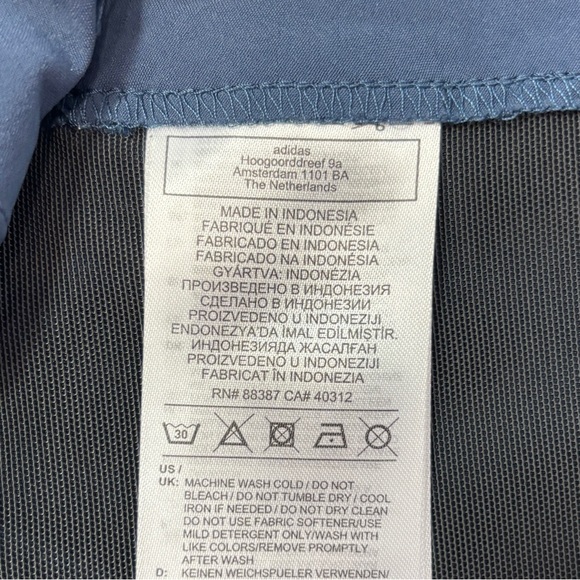 adidas
Hoogoorddreef 9a
Amsterdam 1101 BA
The Netherlands
MADE IN INDONESIA
FABRIQUÉ EN INDONÉSIE
FABRICADO EN INDONESIA
FABRICADO NA INDONÉSIA
GYÁRTVA: INDONÉZIA
ПРОИЗВЕДЕНО В ИНДОНЕЗИЯ
СДЕЛАНО В ИНДОНЕЗИИ
PROIZVEDENO U INDONEZIJI
ENDONEZYA'DA İMAL EDİLMİŞTİR.
ИНДОНЕЗИЯДА ЖАСАЛҒАН
PROIZVEDENO U INDONEZIJI
FABRICAT ÎN INDONEZIA
RN# 88387 CA# 40312
30
US /
UK: MACHINE WASH COLD / DO NOT
BLEACH / DO NOT TUMBLE DRY / COOL
IRON IF NEEDED / DO NOT DRY CLEAN
DO NOT USE FABRIC SOFTENER/USE
MILD DETERGENT ONLY/WASH WITH
LIKE COLORS/REMOVE PROMPTLY
AFTER WASH
D: KEINEN WEICHSPUELER VERWENDEN/